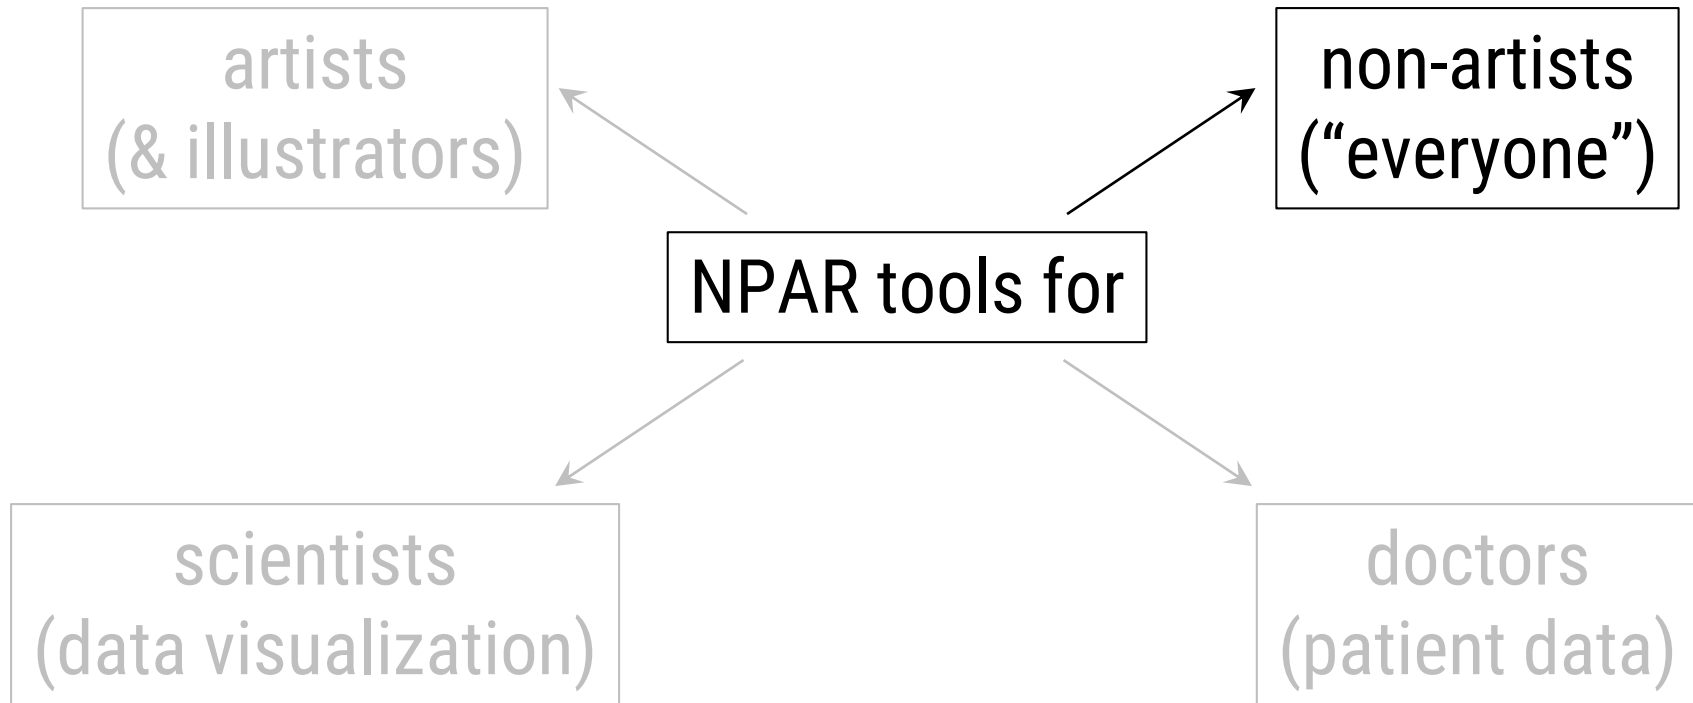 artists
(& illustrators)
non-artists
(“everyone”)
NPAR tools for
scientists
(data visualization)
doctors
(patient data)